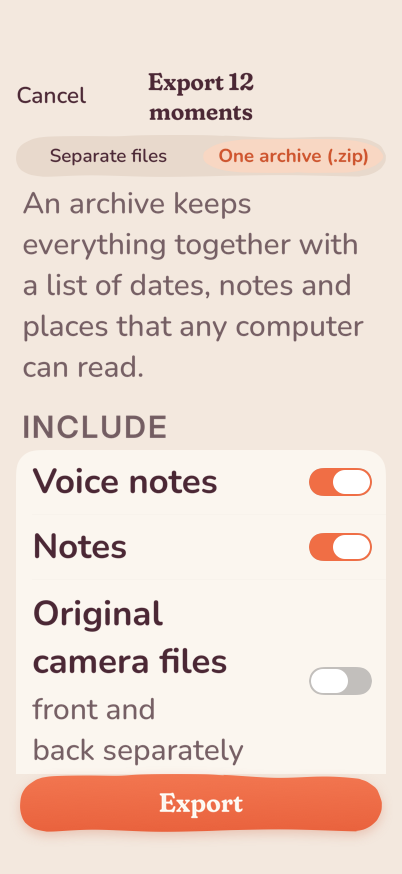 Cancel
Export 12
moments
Separate files
One archive (.zip)
An archive keeps
everything together with
a list of dates, notes and
places that any computer
can read.
INCLUDE
Voice notes
Notes
Original
camera files
front and
back separately
Export